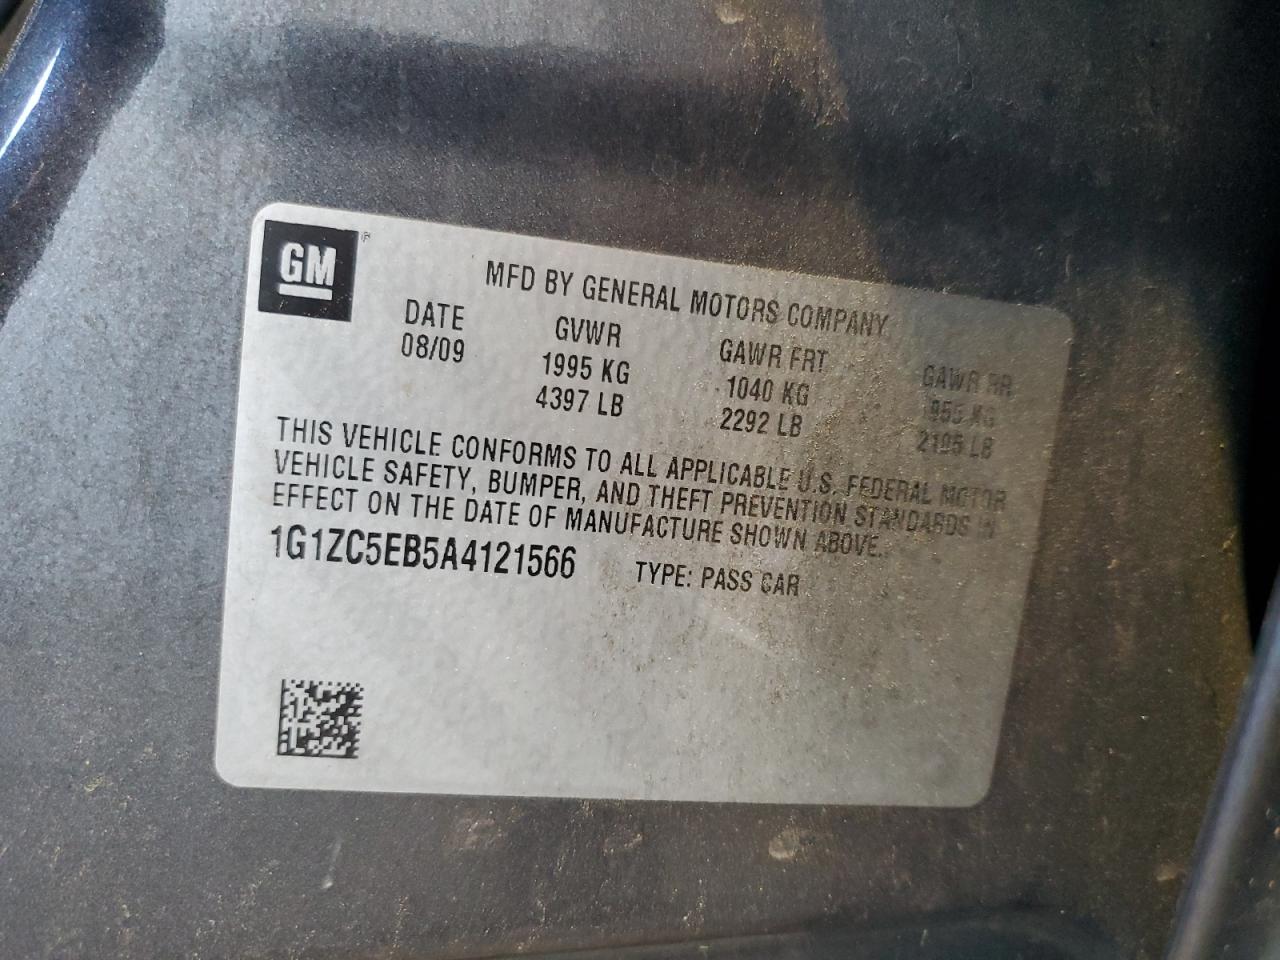 GM
MFD BY GENERAL MOTORS COMPANY
DATE GVWR GAWR FRT GAWR RR
08/09 1995 KG 1040 KG 955 KG
4397 LB 2292 LB LB
THIS VEHICLE CONFORMS TO ALL APPLICABLE U.S. FEDERAL MOTOR
VEHICLE SAFETY, BUMPER, AND THEFT PREVENTION STANDARDS IN
EFFECT ON THE DATE OF MANUFACTURE SHOWN ABOVE.
1G1ZC5EB5A4121566 TYPE: PASS CAR